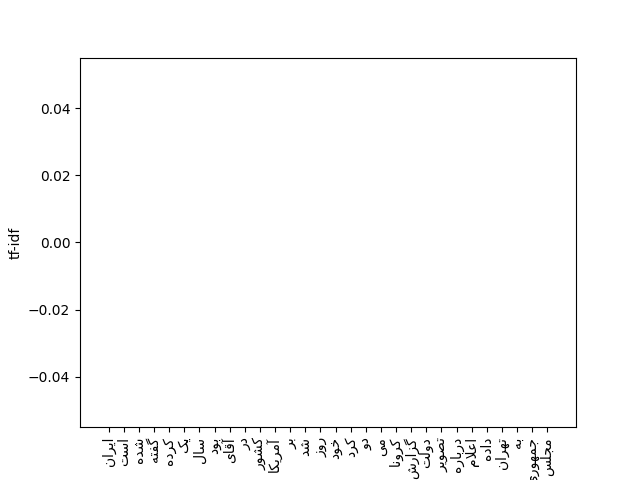 0.04
0.02
0.00
−0.02
−0.04
tf-idf
ایران
است
شده
گفته
کرده
یک
سال
بود
آقای
در
کشور
آمریکا
بر
شد
روز
خود
کرد
دو
می
کرونا
گزارش
دولت
تصویر
درباره
اعلام
داده
تهران
به
جمهوری
مجلس